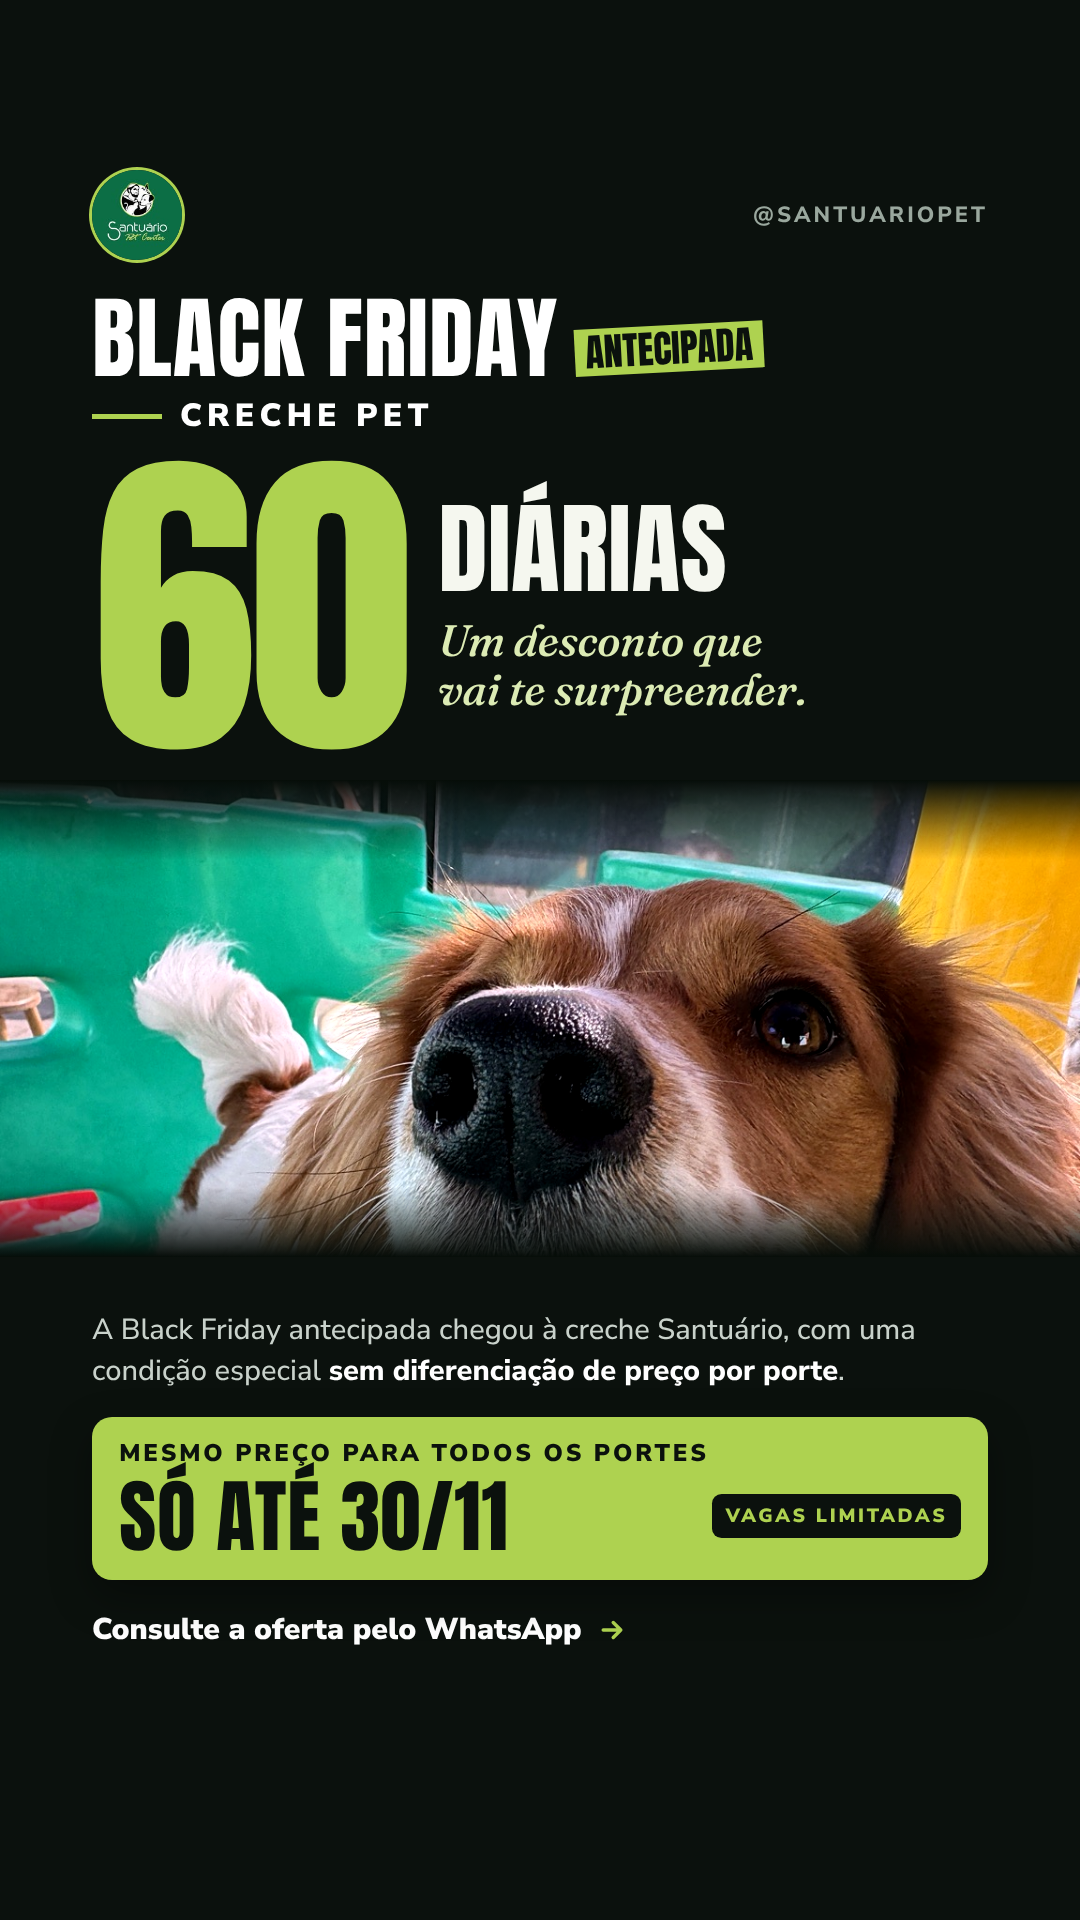 Santuário
Pet Center
@SANTUARIOPET
BLACK FRIDAY ANTECIPADA
CRECHE PET
60 DIÁRIAS
Um desconto que
vai te surpreender.
A Black Friday antecipada chegou à creche Santuário, com uma
condição especial sem diferenciação de preço por porte.
MESMO PREÇO PARA TODOS OS PORTES
SÓ ATÉ 30/11
VAGAS LIMITADAS
Consulte a oferta pelo WhatsApp →